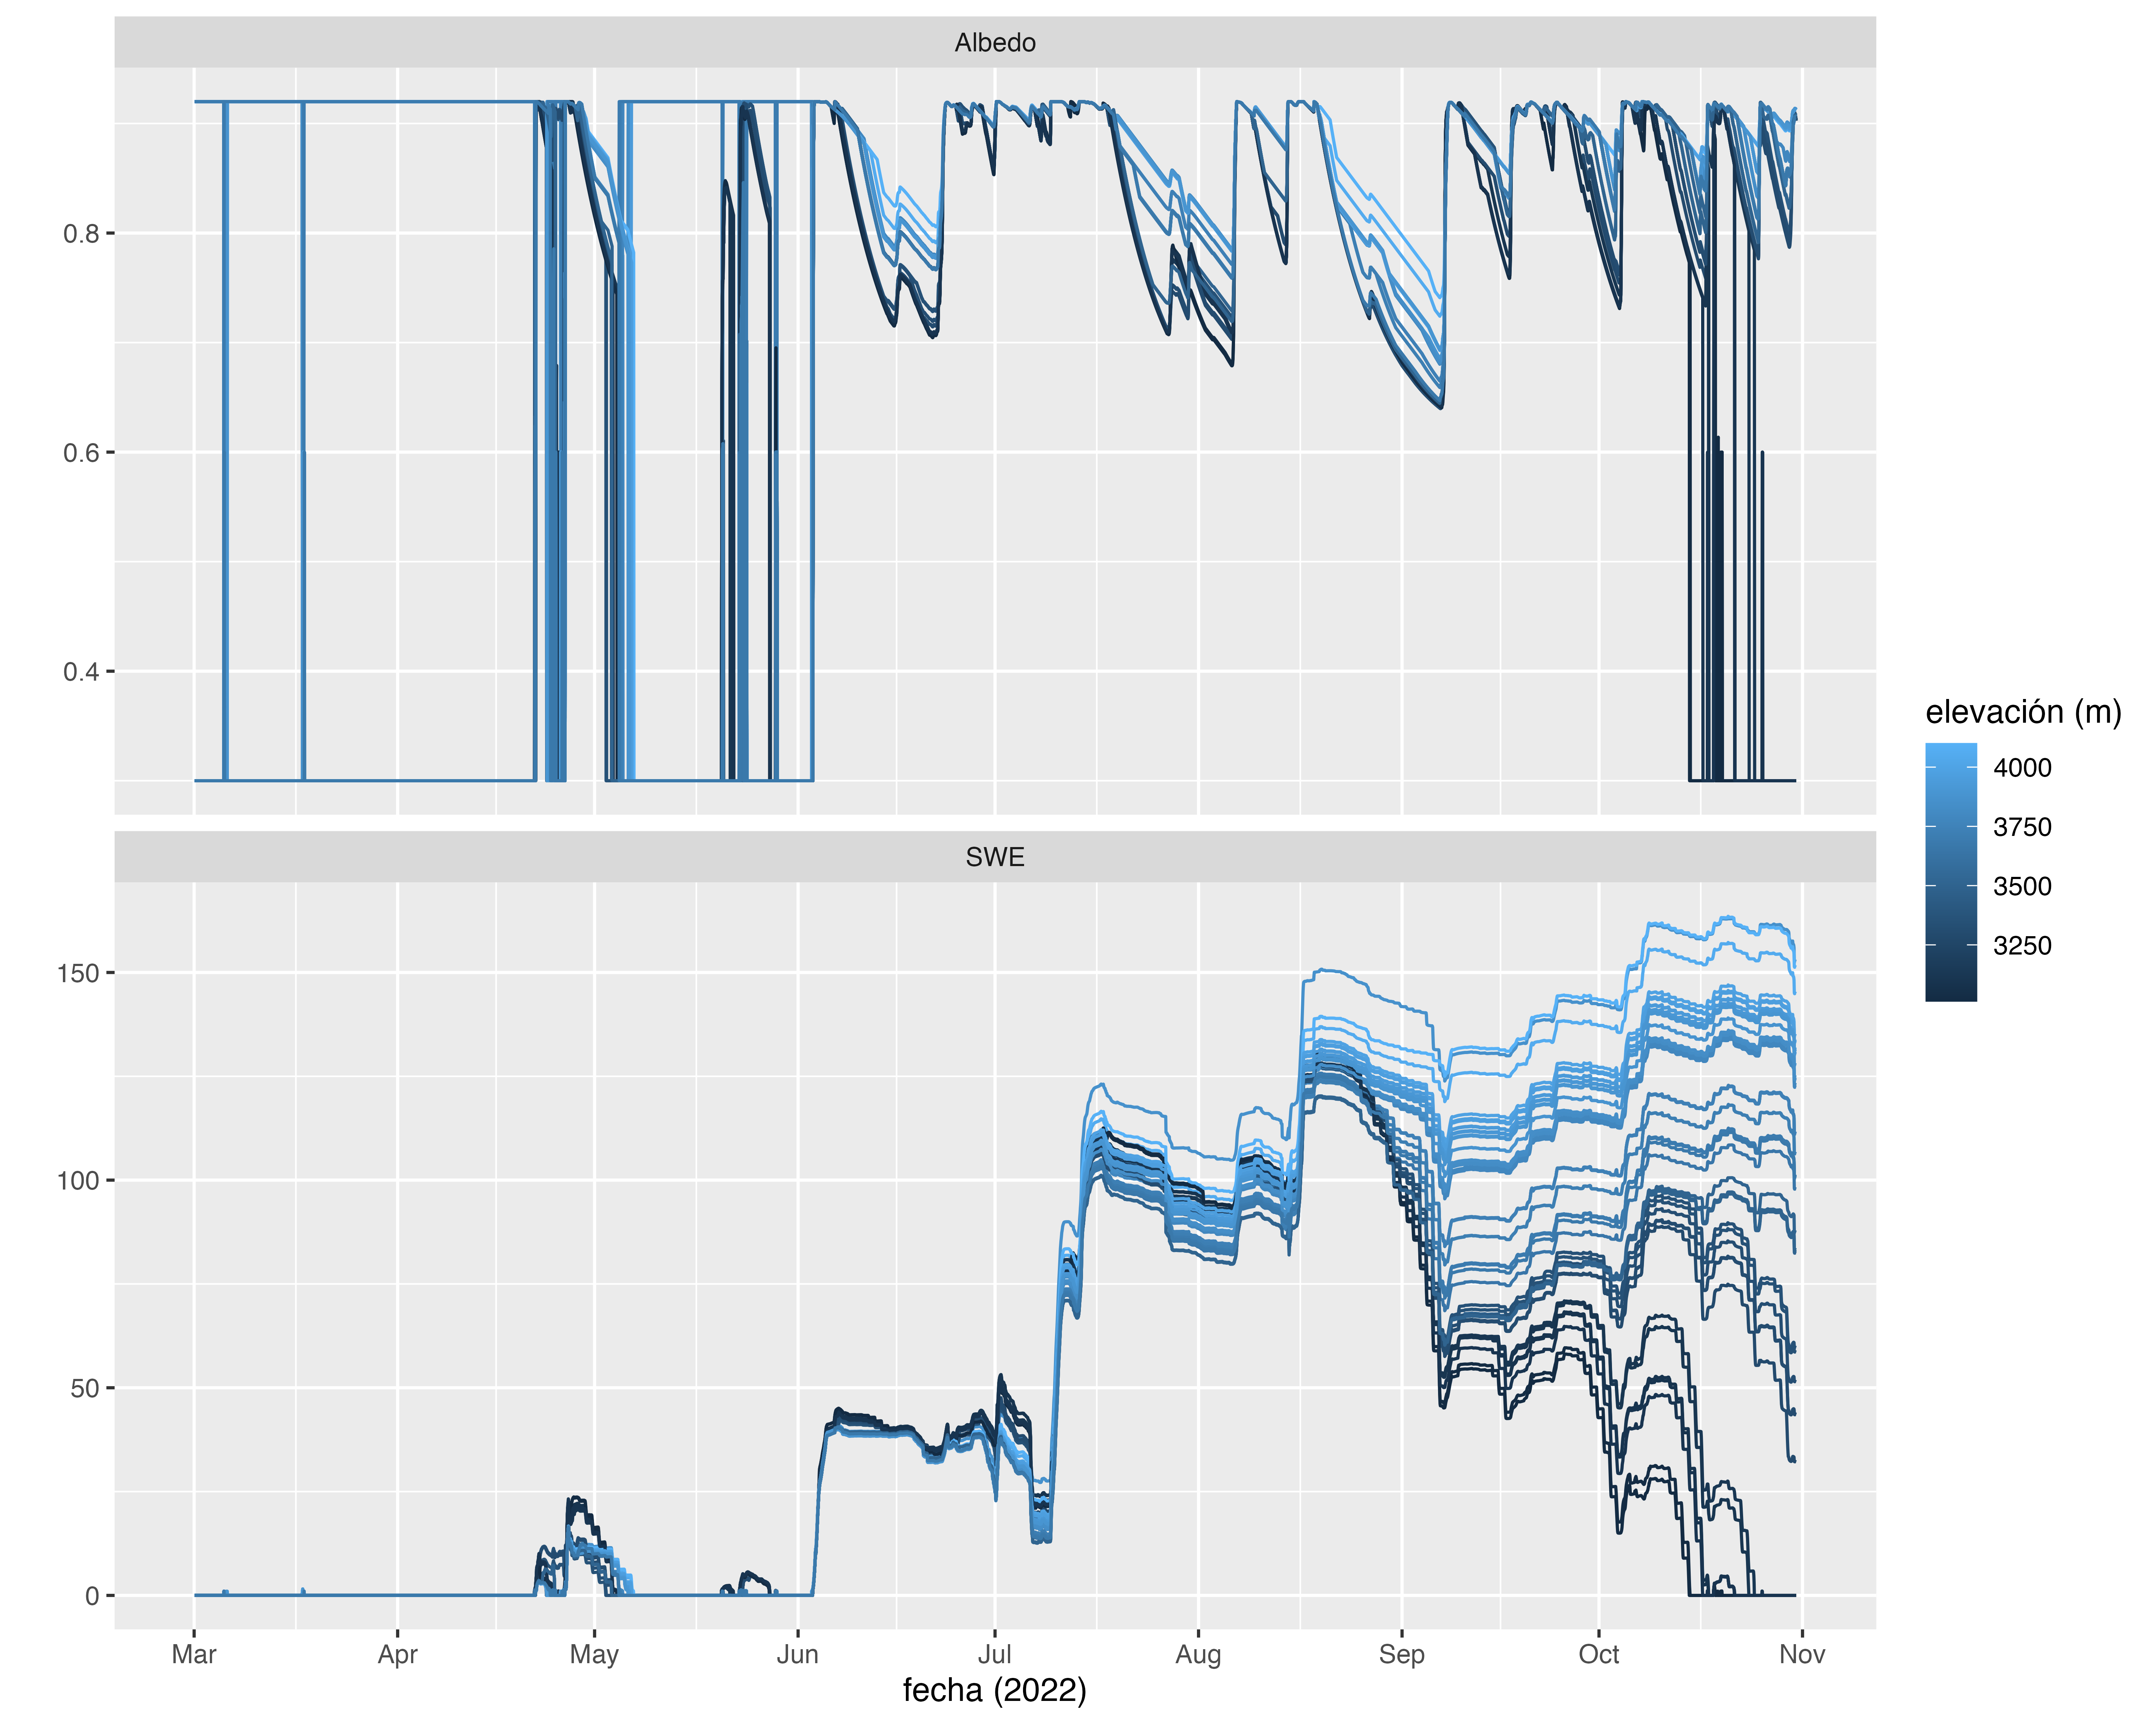 Albedo
0.8
0.6
0.4
SWE
150
100
50
0
Mar Apr May Jun Jul Aug Sep Oct Nov
fecha (2022)
elevación (m)
4000
3750
3500
3250